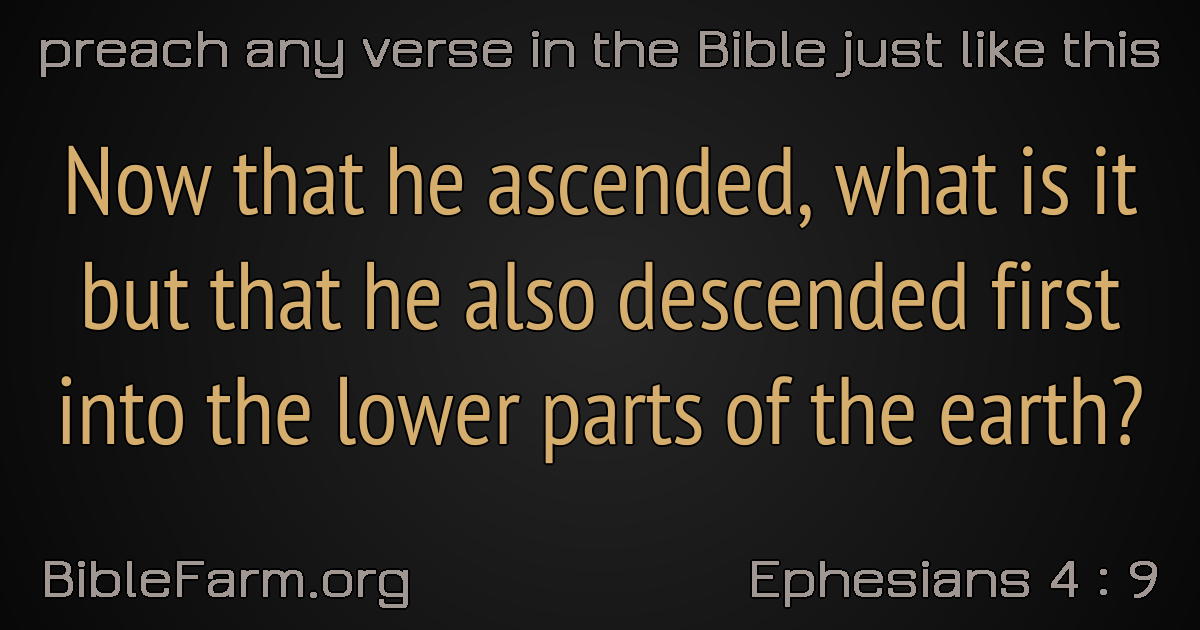 preach any verse in the Bible just like this
Now that he ascended, what is it
but that he also descended first
into the lower parts of the earth?
BibleFarm.org
Ephesians 4 : 9